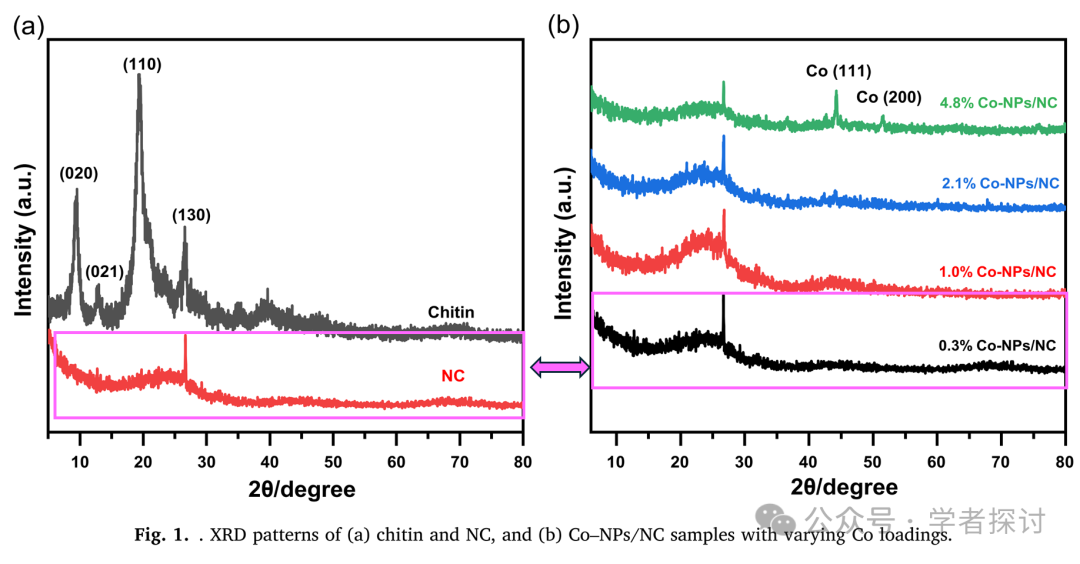 (a)
(b)
(110)
(020)
(130)
(021)
Chitin
NC
Intensity (a.u.)
10 20 30 40 50 60 70 80
2θ/degree
Co (111)
Co (200)
4.8% Co-NPs/NC
2.1% Co-NPs/NC
1.0% Co-NPs/NC
0.3% Co-NPs/NC
Intensity (a.u.)
10 20 30 40 50 60 70 80
2θ/degree
公众号 · 学者探讨
Fig. 1. . XRD patterns of (a) chitin and NC, and (b) Co–NPs/NC samples with varying Co loadings.